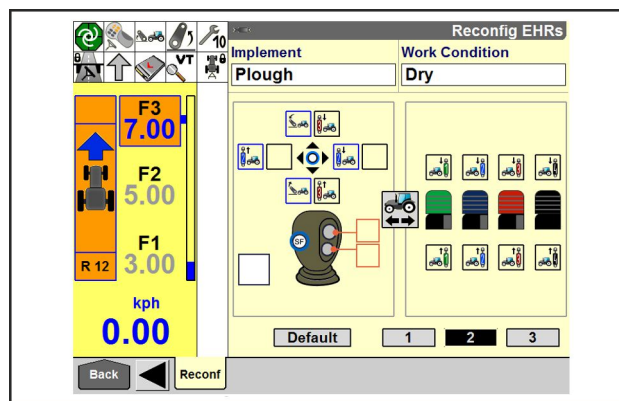 5
10
VT
Reconfig EHRs
Implement
Work Condition
Plough
Dry
F3
7.00
F2
5.00
F1
R 12
3.00
kph
0.00
SF
Default
1
2
3
Back
Reconf